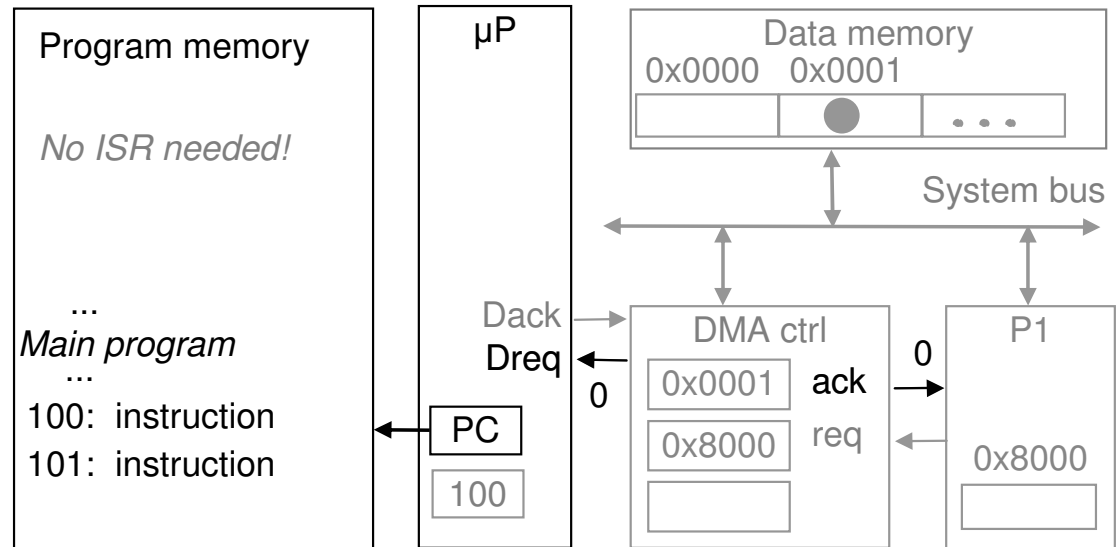 Program memory
No ISR needed!
...
Main program
...
100: instruction
101: instruction
µP
Dack
Dreq
0
PC
100
Data memory
0x0000 0x0001
...
System bus
DMA ctrl
0x0001 ack
0x8000 req
0
P1
0x8000